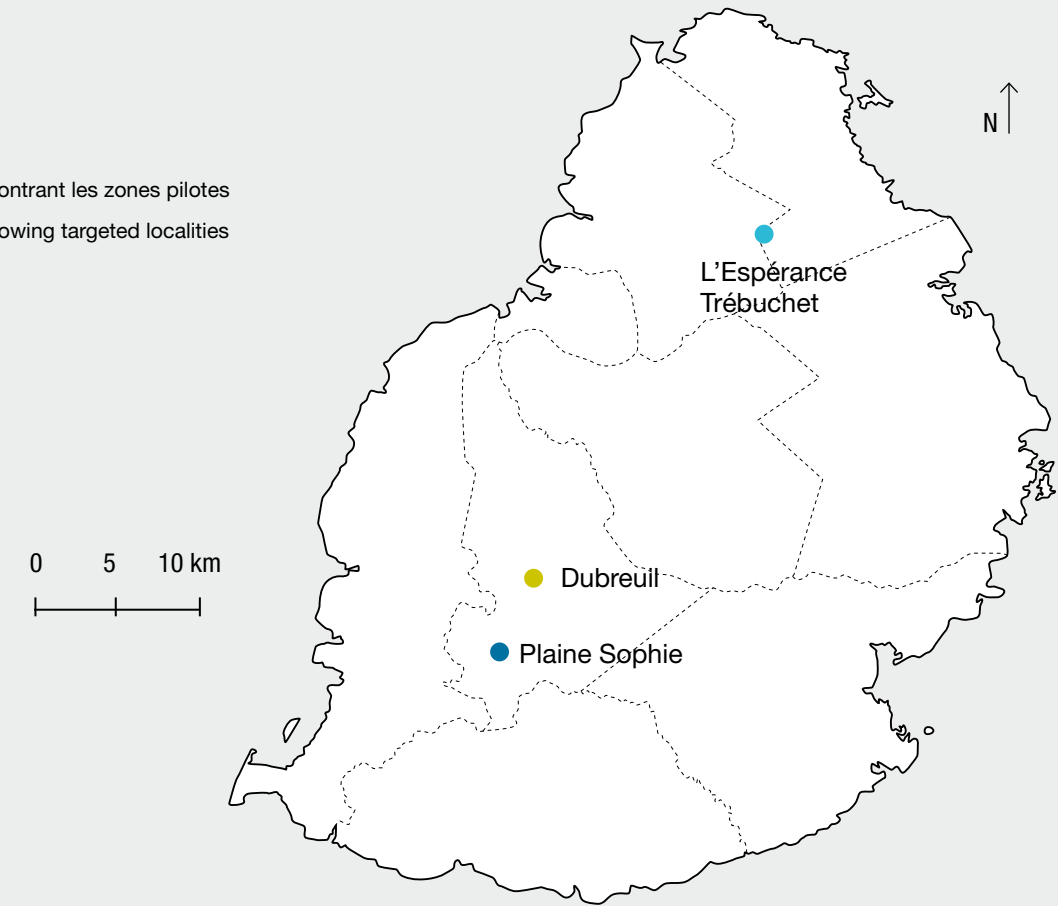 ontrant les zones pilotes
owing targeted localities
N
L'Espérance
Trébuchet
0 5 10 km
Dubreuil
Plaine Sophie